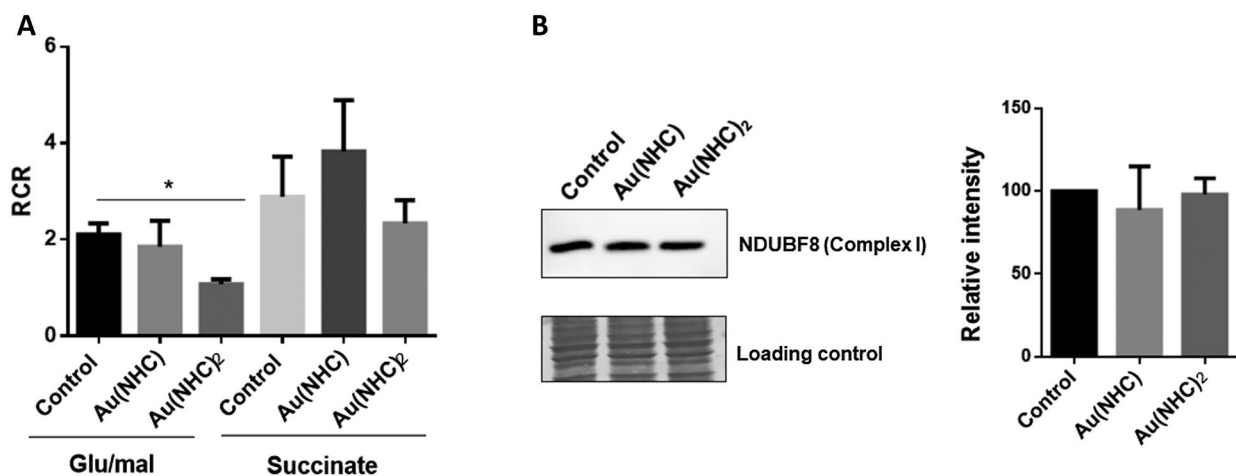 A
6
4
2
0
RCR
*
Control
Au(NHC)
Au(NHC)2
Control
Au(NHC)
Au(NHC)2
Glu/mal
Succinate
B
Control
Au(NHC)
Au(NHC)2
NDUBF8 (Complex I)
Loading control
150
100
50
0
Relative intensity
Control
Au(NHC)
Au(NHC)2